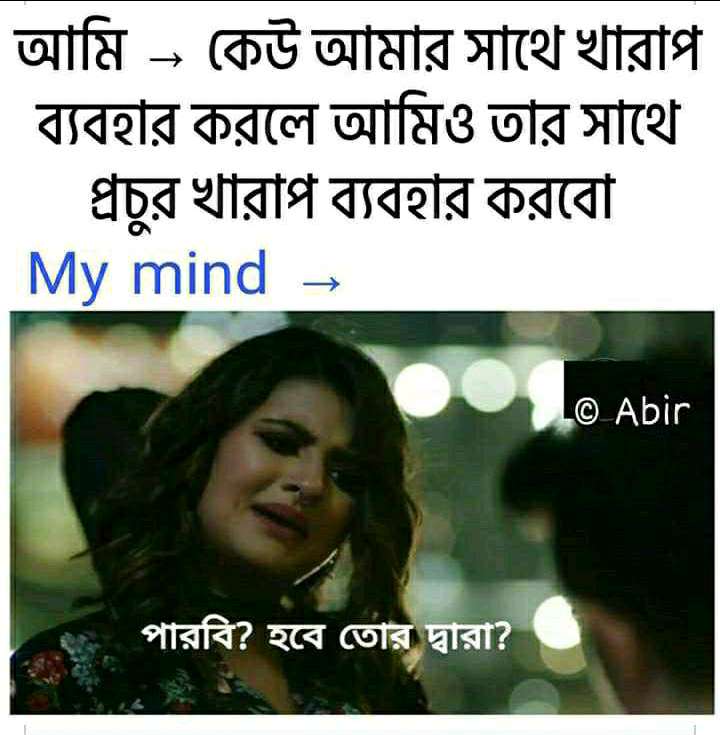 আমি → কেউ আমার সাথে খারাপ
ব্যবহার করলে আমিও তার সাথে
প্রচুর খারাপ ব্যবহার করবো
My mind →
© Abir
পারবি? হবে তোর দ্বারা?